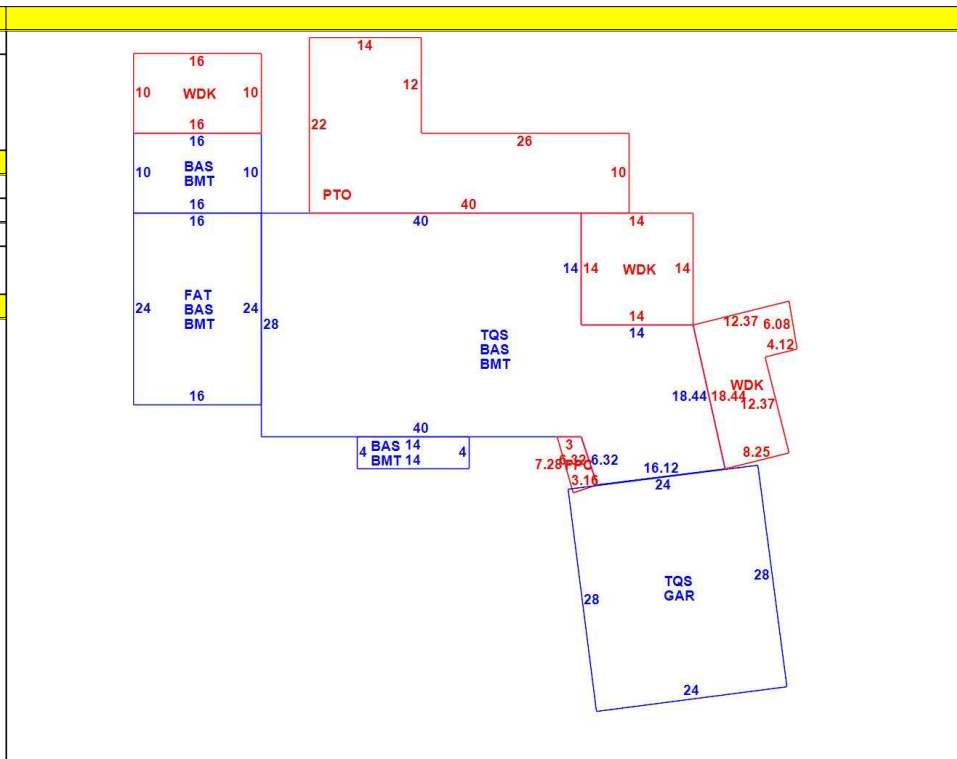 14
16
10 WDK 10
12
16
22
26
16
10 BAS 10
BMT
10
PTO
16
40
16
40
14
14 14 WDK 14
24 FAT 24
BAS
BMT
28
14
14
12.37 6.08
4.12
TQS
BAS
BMT
WDK
18.44 18.44
12.37
16
40
4 BAS 14 4
BMT 14
3
8.25
7.28 6.32 FPO 6.32
16.12
3.16
24
28 TQS 28
GAR
24